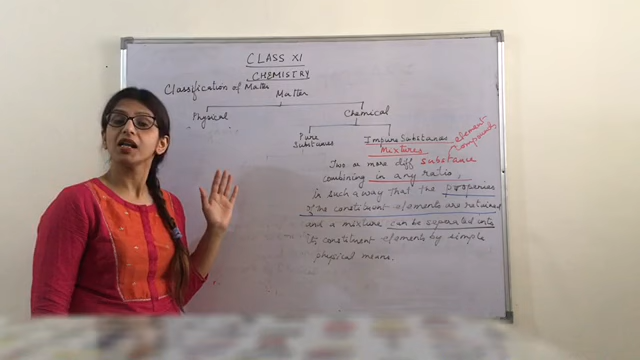 CLASS XI
CHEMISTRY
Classification of Matter
Matter
Physical
Chemical
Pure Substances
Impure Substances
Mixtures
element
compounds
Two or more diff substance
combining in any ratio,
in such a way that the properties
of the constituent elements are retained
and a mixture can be separated into
its constituent elements by simple
physical means.